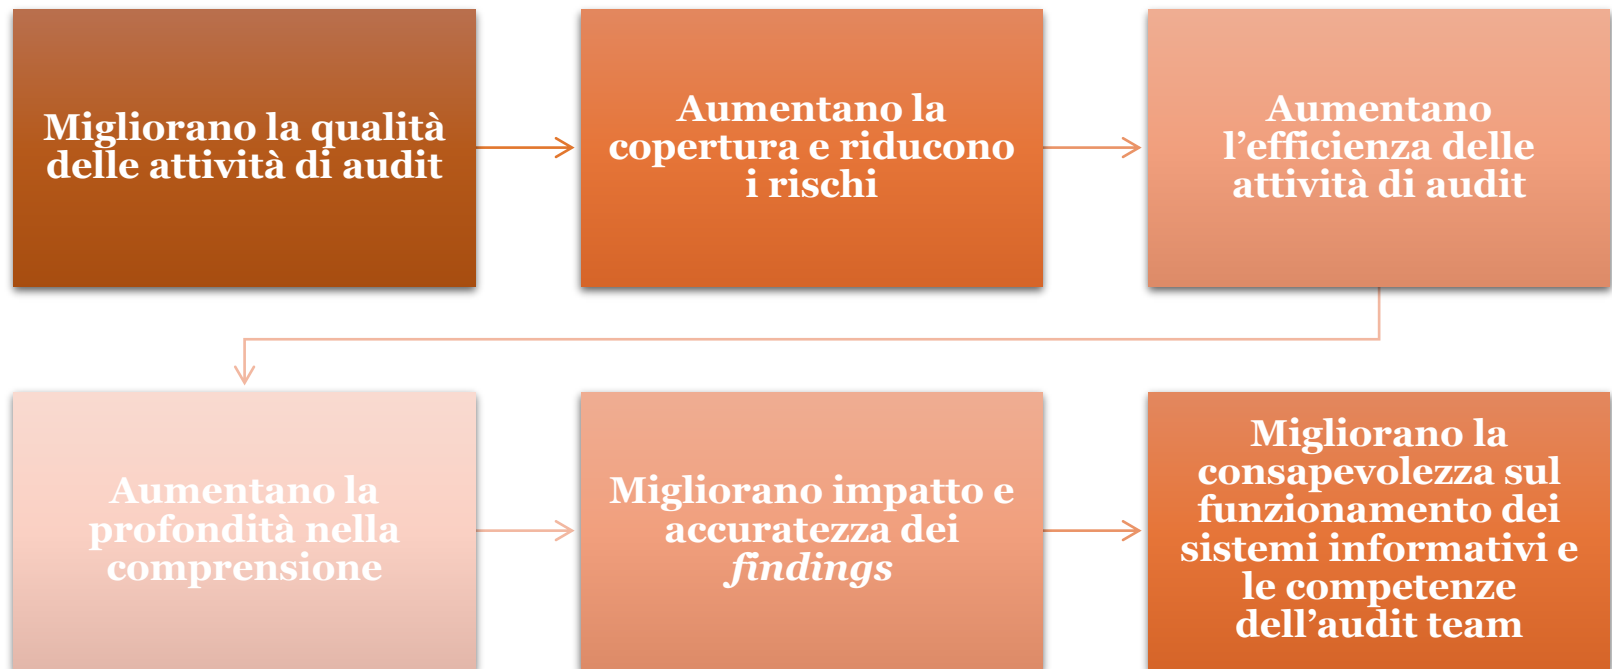 Migliorano la qualità
delle attività di audit
Aumentano la
copertura e riducono
i rischi
Aumentano
l’efficienza delle
attività di audit
Aumentano la
profondità nella
comprensione
Migliorano impatto e
accuratezza dei
findings
Migliorano la
consapevolezza sul
funzionamento dei
sistemi informativi e
le competenze
dell’audit team